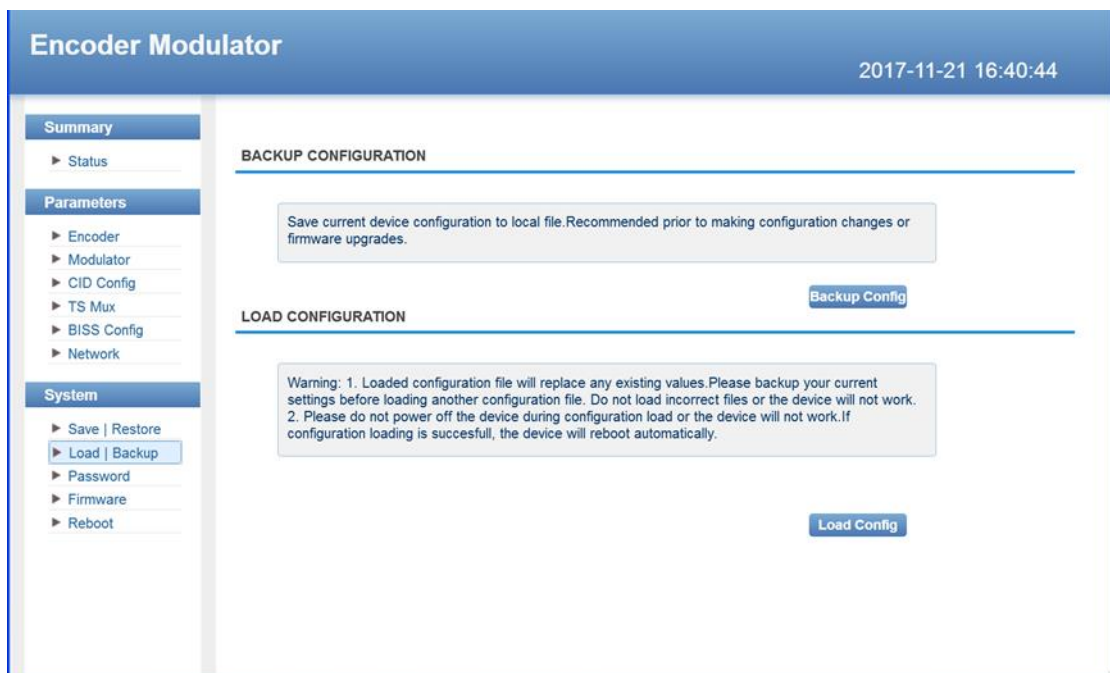 Encoder Modulator
2017-11-21 16:40:44
Summary
Status
Parameters
Encoder
Modulator
CID Config
TS Mux
BISS Config
Network
System
Save | Restore
Load | Backup
Password
Firmware
Reboot
BACKUP CONFIGURATION
Save current device configuration to local file.Recommended prior to making configuration changes or
firmware upgrades.
Backup Config
LOAD CONFIGURATION
Warning: 1. Loaded configuration file will replace any existing values.Please backup your current
settings before loading another configuration file. Do not load incorrect files or the device will not work.
2. Please do not power off the device during configuration load or the device will not work.If
configuration loading is succesfull, the device will reboot automatically.
Load Config